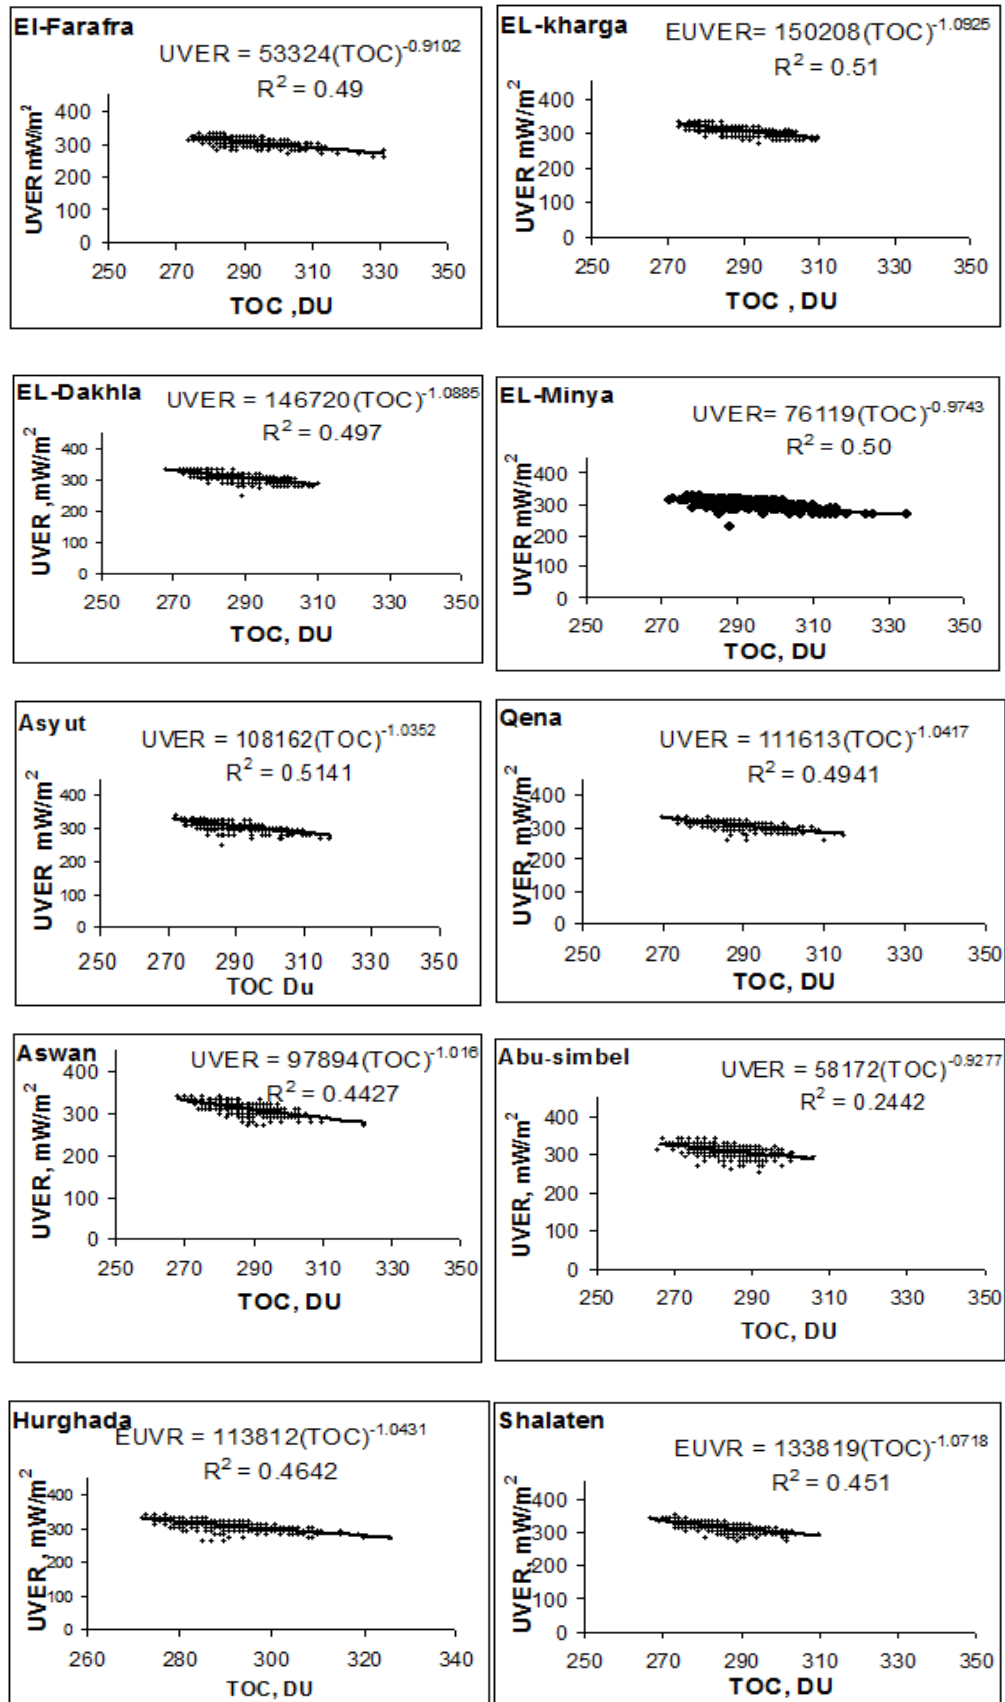 El-Farafra
UVER = 53324(TOC)^-0.9102
R² = 0.49
UVER mW/m²
400
300
200
100
0
250 270 290 310 330 350
TOC ,DU
EL-kharga
EUVER= 150208(TOC)^-1.0925
R² = 0.51
UVER mW/m²
400
300
200
100
0
250 270 290 310 330 350
TOC , DU
EL-Dakhla
UVER = 146720(TOC)^-1.0885
R² = 0.497
UVER ,mW/m²
400
300
200
100
0
250 270 290 310 330 350
TOC, DU
EL-Minya
UVER= 76119(TOC)^-0.9743
R² = 0.50
UVER mW/m²
400
300
200
100
0
250 270 290 310 330 350
TOC, DU
Asyut
UVER = 108162(TOC)^-1.0352
R² = 0.5141
UVER mW/m²
400
300
200
100
0
250 270 290 310 330 350
TOC Du
Qena
UVER = 111613(TOC)^-1.0417
R² = 0.4941
UVER, mW/m²
400
300
200
100
0
250 270 290 310 330 350
TOC, DU
Aswan
UVER = 97894(TOC)^-1.016
R² = 0.4427
UVER, mW/m²
400
300
200
100
0
250 270 290 310 330 350
TOC, DU
Abu-simbel
UVER = 58172(TOC)^-0.9277
R² = 0.2442
UVER, mW/m²
400
300
200
100
0
250 270 290 310 330 350
TOC, DU
Hurghada
EUVR = 113812(TOC)^-1.0431
R² = 0.4642
UVER, mW/m²
400
300
200
100
0
260 280 300 320 340
TOC, DU
Shalaten
EUVR = 133819(TOC)^-1.0718
R² = 0.451
UVER, mW/m²
400
300
200
100
0
250 270 290 310 330 350
TOC, DU